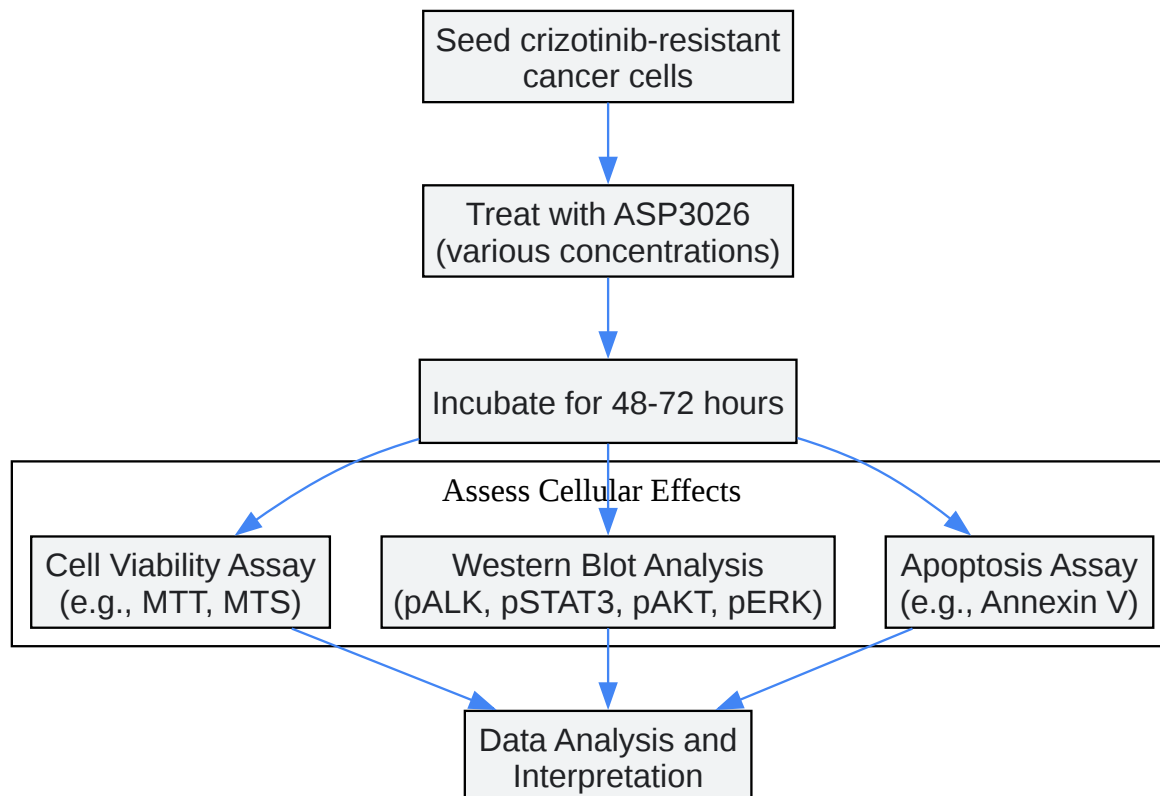 Seed crizotinib-resistant
cancer cells
Treat with ASP3026
(various concentrations)
Incubate for 48-72 hours
Assess Cellular Effects
Cell Viability Assay
(e.g., MTT, MTS)
Western Blot Analysis
(pALK, pSTAT3, pAKT, pERK)
Apoptosis Assay
(e.g., Annexin V)
Data Analysis and
Interpretation